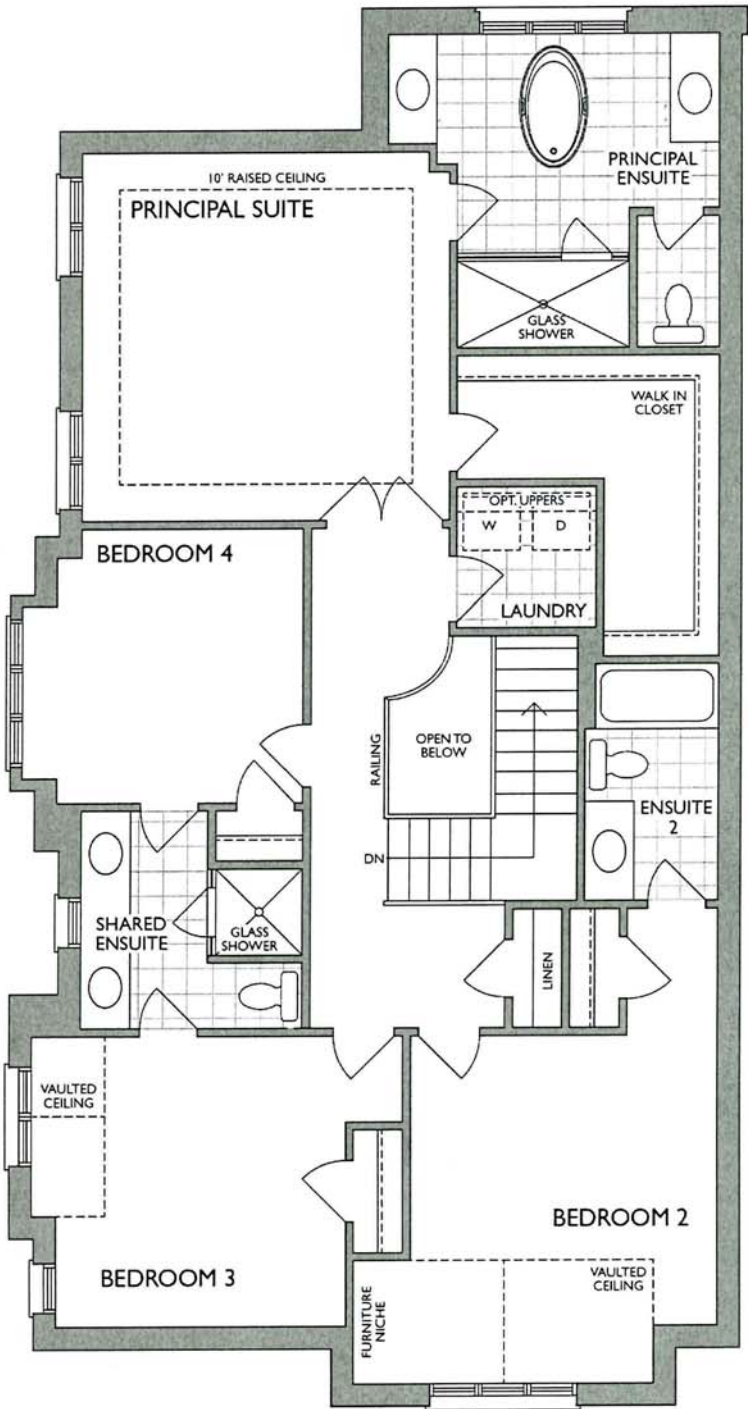 10' RAISED CEILING
PRINCIPAL SUITE
PRINCIPAL
ENSUITE
GLASS
SHOWER
WALK IN
CLOSET
OPT. UPPERS
W
D
LAUNDRY
BEDROOM 4
RAILING
OPEN TO
BELOW
DN
ENSUITE
2
SHARED
ENSUITE
GLASS
SHOWER
LINEN
VAULTED
CEILING
BEDROOM 3
BEDROOM 2
FURNITURE
NICHE
VAULTED
CEILING